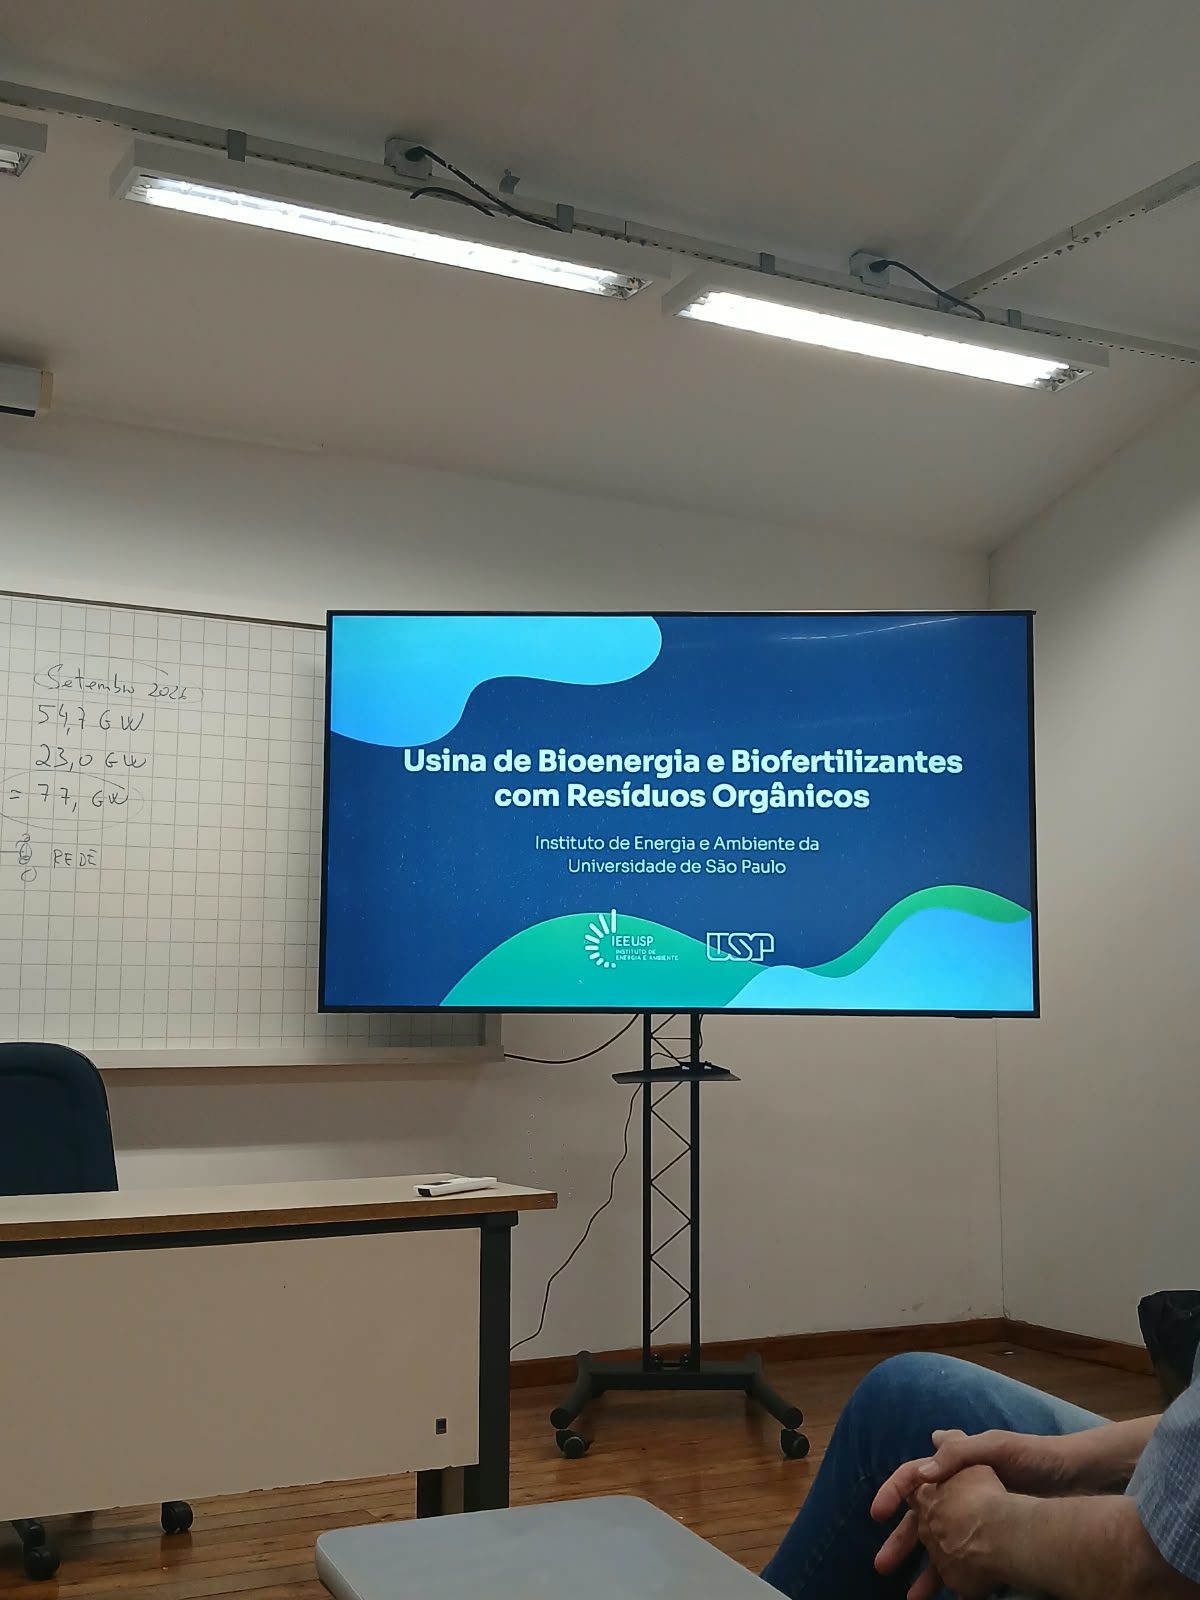 Setembro 2026
54,7 GW
23,0 GW
= 77, GW
REDE
Usina de Bioenergia e Biofertilizantes
com Resíduos Orgânicos
Instituto de Energia e Ambiente da
Universidade de São Paulo
IEEUSP
INSTITUTO DE
ENERGIA E AMBIENTE
USP